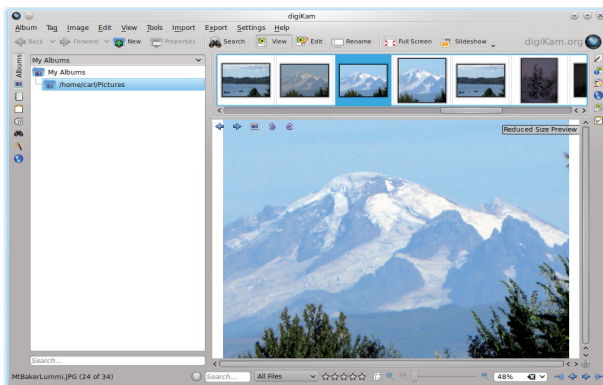 digiKam
Album Tag Image Edit View Tools Import Export Settings Help
Back Forward New Properties Search View Edit Rename Full Screen Slideshow digiKam.org
Albums
My Albums
My Albums
/home/carl/Pictures
Reduced Size Preview
Search...
MtBakerLummi.JPG (24 of 34) Search... All Files 48%